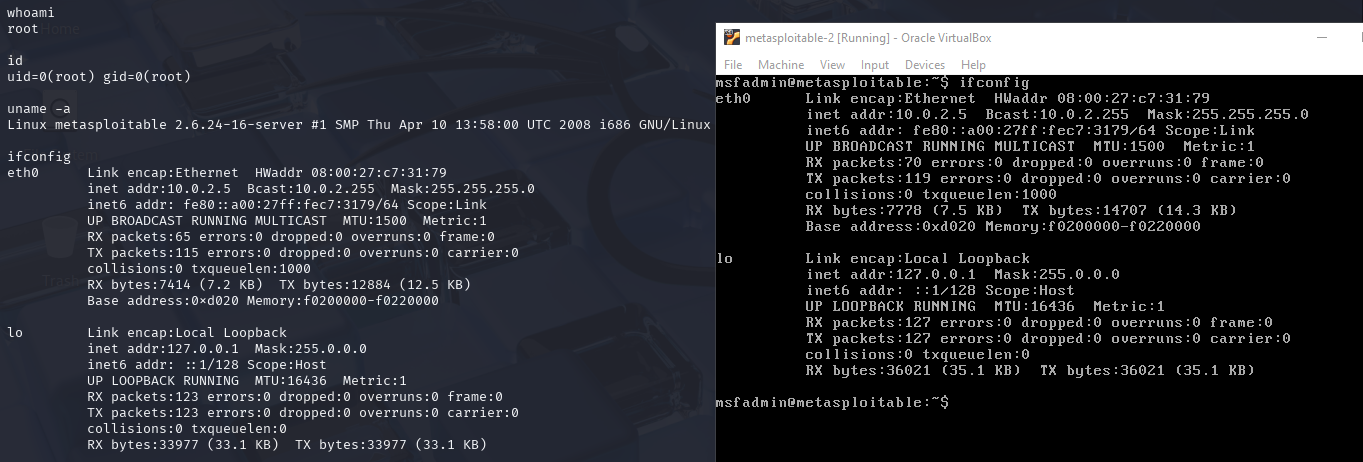 whoami
root
id
uid=0(root) gid=0(root)
uname -a
Linux metasploitable 2.6.24-16-server #1 SMP Thu Apr 10 13:58:00 UTC 2008 i686 GNU/Linux
ifconfig
eth0      Link encap:Ethernet  HWaddr 08:00:27:c7:31:79
          inet addr:10.0.2.5  Bcast:10.0.2.255  Mask:255.255.255.0
          inet6 addr: fe80::a00:27ff:fec7:3179/64 Scope:Link
          UP BROADCAST RUNNING MULTICAST  MTU:1500  Metric:1
          RX packets:65 errors:0 dropped:0 overruns:0 frame:0
          TX packets:115 errors:0 dropped:0 overruns:0 carrier:0
          collisions:0 txqueuelen:1000
          RX bytes:7414 (7.2 KB)  TX bytes:12884 (12.5 KB)
          Base address:0xd020 Memory:f0200000-f0220000
lo        Link encap:Local Loopback
          inet addr:127.0.0.1  Mask:255.0.0.0
          inet6 addr: ::1/128 Scope:Host
          UP LOOPBACK RUNNING  MTU:16436  Metric:1
          RX packets:123 errors:0 dropped:0 overruns:0 frame:0
          TX packets:123 errors:0 dropped:0 overruns:0 carrier:0
          collisions:0 txqueuelen:0
          RX bytes:33977 (33.1 KB)  TX bytes:33977 (33.1 KB)
Home
Trash
metasploitable-2 [Running] - Oracle VirtualBox
File Machine View Input Devices Help
msfadmin@metasploitable:~$ ifconfig
eth0      Link encap:Ethernet  HWaddr 08:00:27:c7:31:79
          inet addr:10.0.2.5  Bcast:10.0.2.255  Mask:255.255.255.0
          inet6 addr: fe80::a00:27ff:fec7:3179/64 Scope:Link
          UP BROADCAST RUNNING MULTICAST  MTU:1500  Metric:1
          RX packets:70 errors:0 dropped:0 overruns:0 frame:0
          TX packets:119 errors:0 dropped:0 overruns:0 carrier:0
          collisions:0 txqueuelen:1000
          RX bytes:7778 (7.5 KB)  TX bytes:14707 (14.3 KB)
          Base address:0xd020 Memory:f0200000-f0220000
lo        Link encap:Local Loopback
          inet addr:127.0.0.1  Mask:255.0.0.0
          inet6 addr: ::1/128 Scope:Host
          UP LOOPBACK RUNNING  MTU:16436  Metric:1
          RX packets:127 errors:0 dropped:0 overruns:0 frame:0
          TX packets:127 errors:0 dropped:0 overruns:0 carrier:0
          collisions:0 txqueuelen:0
          RX bytes:36021 (35.1 KB)  TX bytes:36021 (35.1 KB)
msfadmin@metasploitable:~$